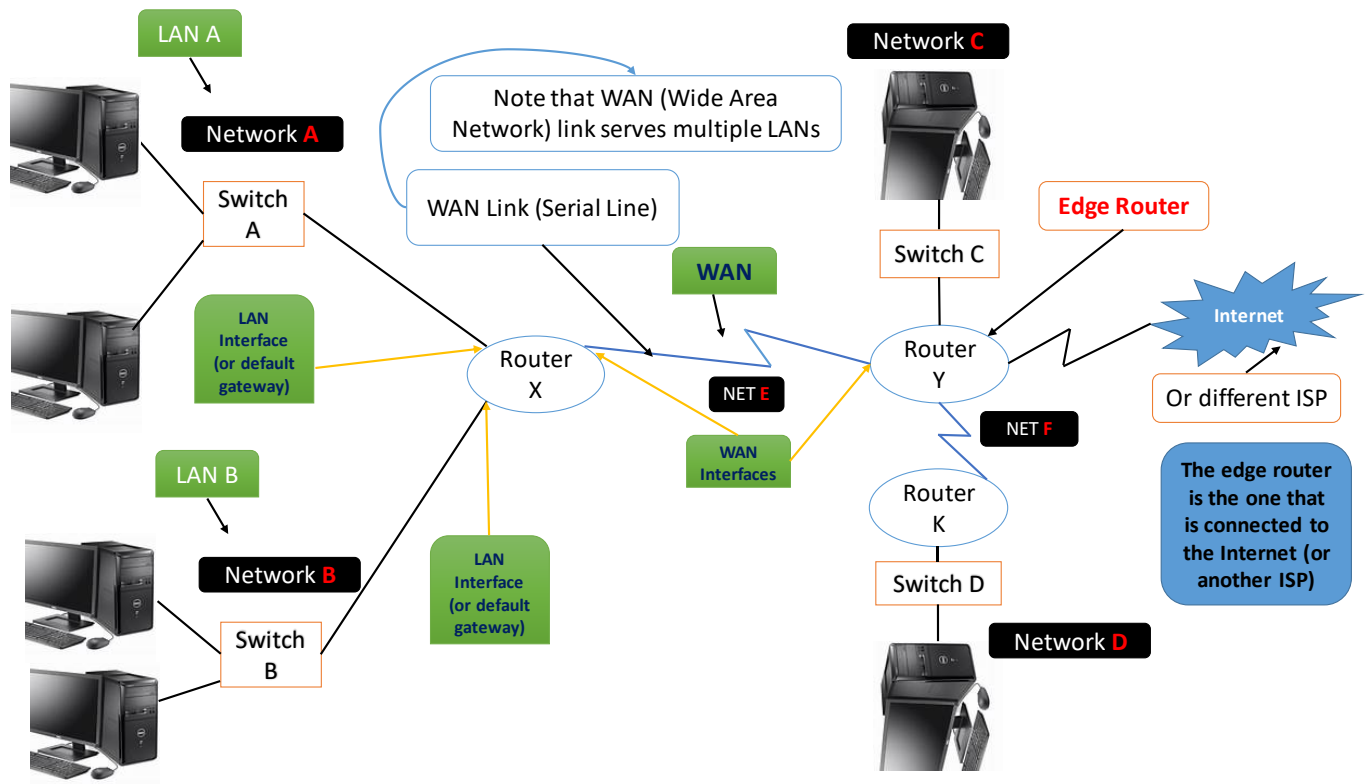 LAN A
Network A
Switch
A
LAN
Interface
(or default
gateway)
LAN B
Network B
Switch
B
LAN
Interface
(or default
gateway)
Note that WAN (Wide Area
Network) link serves multiple LANs
WAN Link (Serial Line)
WAN
Router
X
NET E
WAN
Interfaces
Network C
Switch C
Edge Router
Router
Y
Internet
Or different ISP
NET F
Router
K
Switch D
Network D
The edge router
is the one that
is connected to
the Internet (or
another ISP)